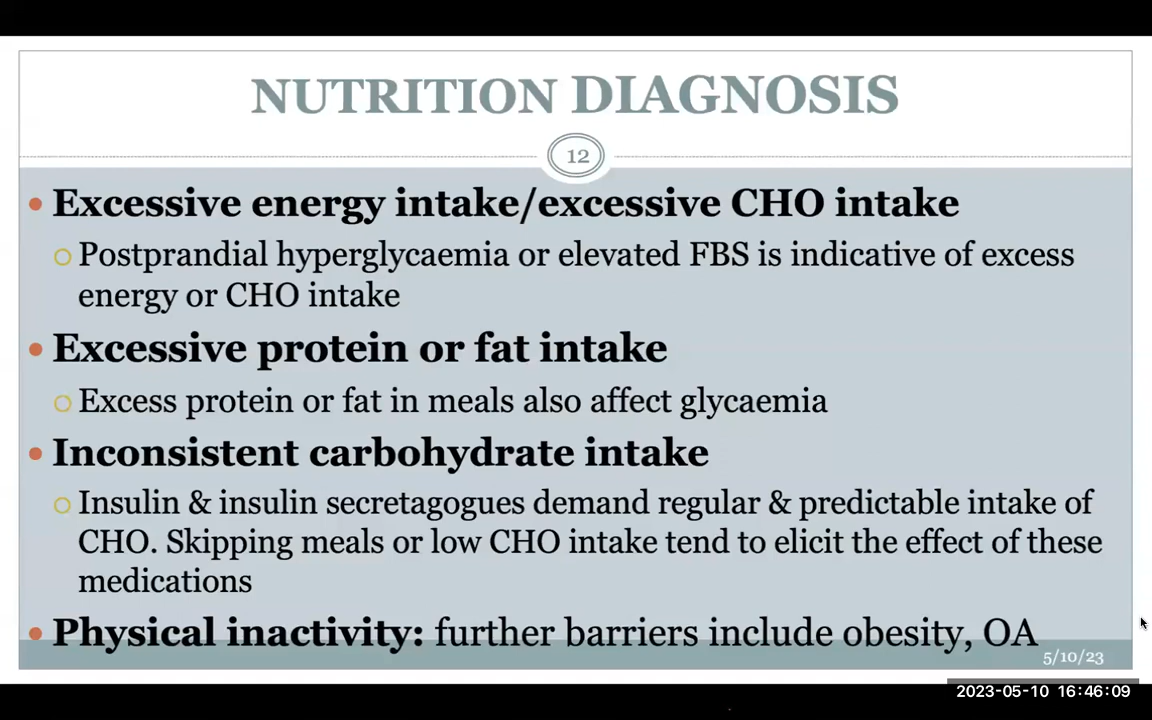 NUTRITION DIAGNOSIS
12
• Excessive energy intake/excessive CHO intake
○ Postprandial hyperglycaemia or elevated FBS is indicative of excess
energy or CHO intake
• Excessive protein or fat intake
○ Excess protein or fat in meals also affect glycaemia
• Inconsistent carbohydrate intake
○ Insulin & insulin secretagogues demand regular & predictable intake of
CHO. Skipping meals or low CHO intake tend to elicit the effect of these
medications
• Physical inactivity: further barriers include obesity, OA
5/10/23
2023-05-10 16:46:09